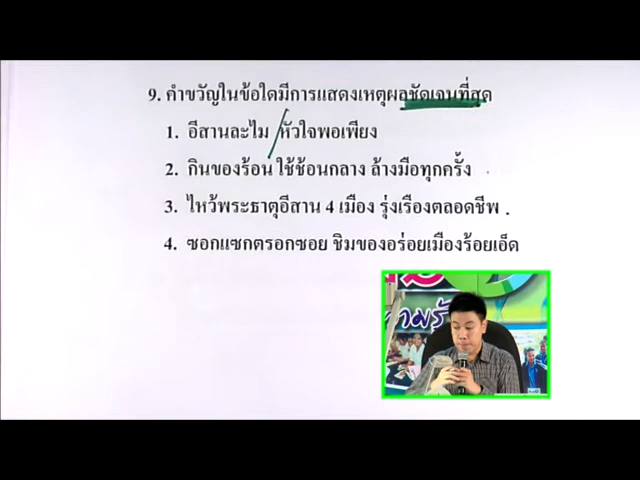 9. คำขวัญในข้อใดมีการแสดงเหตุผลชัดเจนที่สุด
1. อีสานละไม หัวใจพอเพียง
2. กินของร้อน ใช้ช้อนกลาง ล้างมือทุกครั้ง
3. ไหว้พระธาตุอีสาน 4 เมือง รุ่งเรืองตลอดชีพ .
4. ซอกแซกตรอกซอย ชิมของอร่อยเมืองร้อยเอ็ด